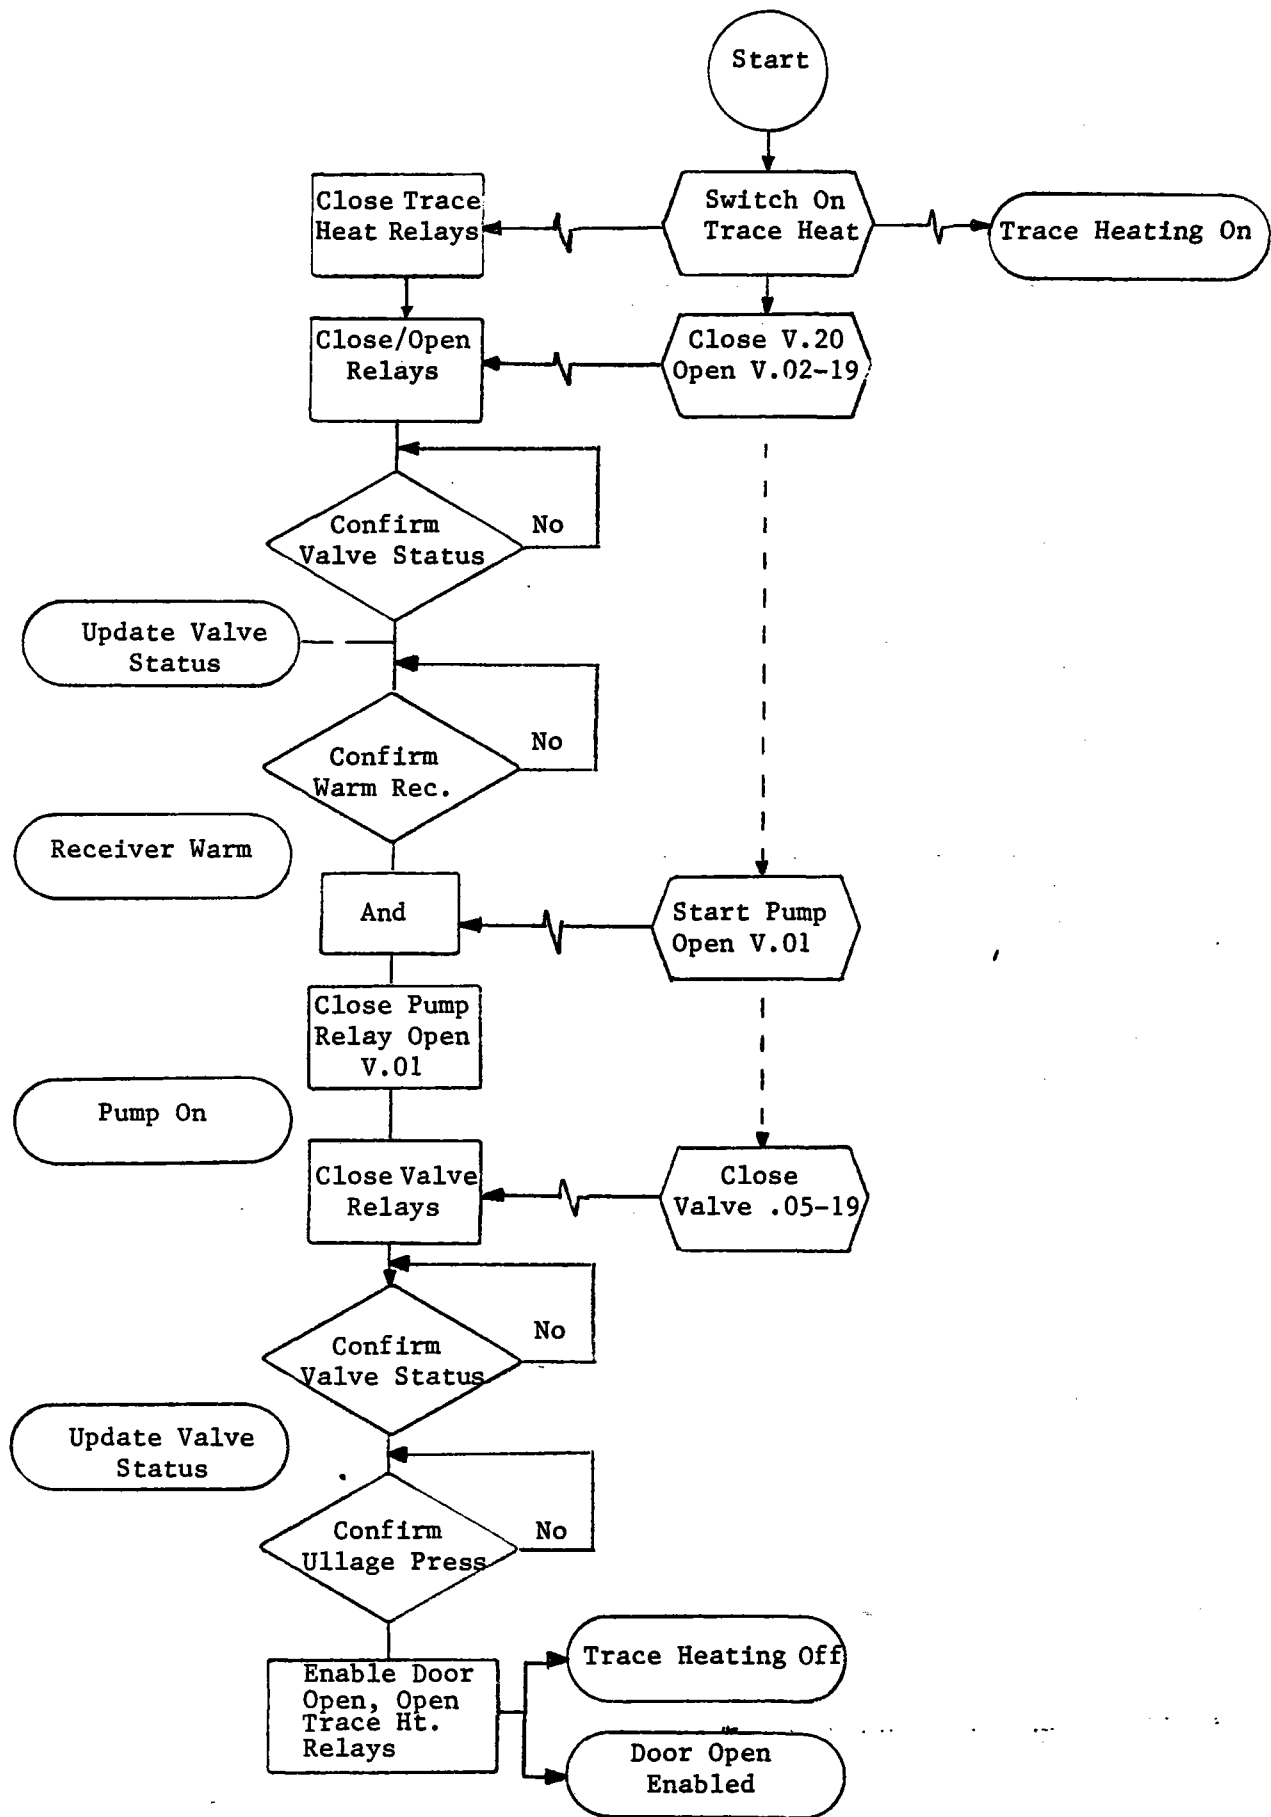 Start
Close Trace
Heat Relays
Switch On
Trace Heat
Trace Heating On
Close/Open
Relays
Close V.20
Open V.02-19
Confirm
Valve Status
No
Update Valve
Status
Confirm
Warm Rec.
No
Receiver Warm
And
Start Pump
Open V.01
Close Pump
Relay Open
V.01
Pump On
Close Valve
Relays
Close
Valve .05-19
Confirm
Valve Status
No
Update Valve
Status
Confirm
Ullage Press
No
Enable Door
Open, Open
Trace Ht.
Relays
Trace Heating Off
Door Open
Enabled